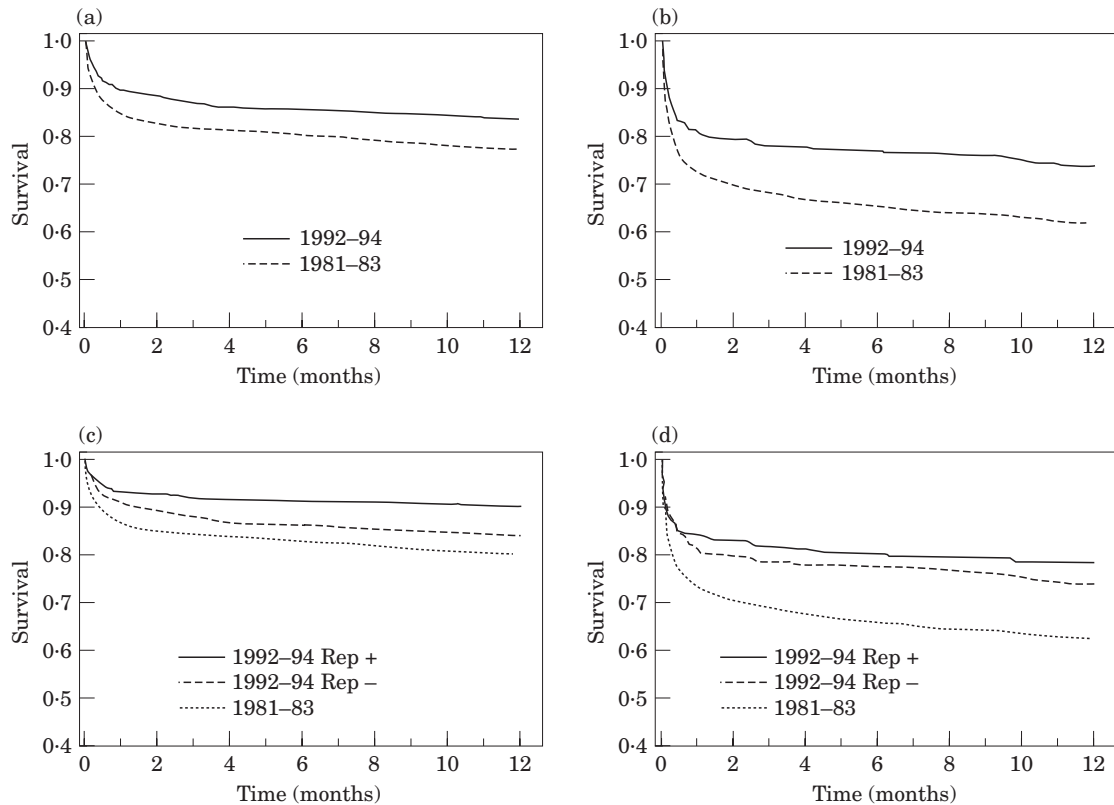 (a)
1·0
0·9
0·8
0·7
0·6
0·5
0·4
Survival
1992–94
1981–83
0 2 4 6 8 10 12
Time (months)
(b)
1·0
0·9
0·8
0·7
0·6
0·5
0·4
Survival
1992–94
1981–83
0 2 4 6 8 10 12
Time (months)
(c)
1·0
0·9
0·8
0·7
0·6
0·5
0·4
Survival
1992–94 Rep +
1992–94 Rep –
1981–83
0 2 4 6 8 10 12
Time (months)
(d)
1·0
0·9
0·8
0·7
0·6
0·5
0·4
Survival
1992–94 Rep +
1992–94 Rep –
1981–83
0 2 4 6 8 10 12
Time (months)